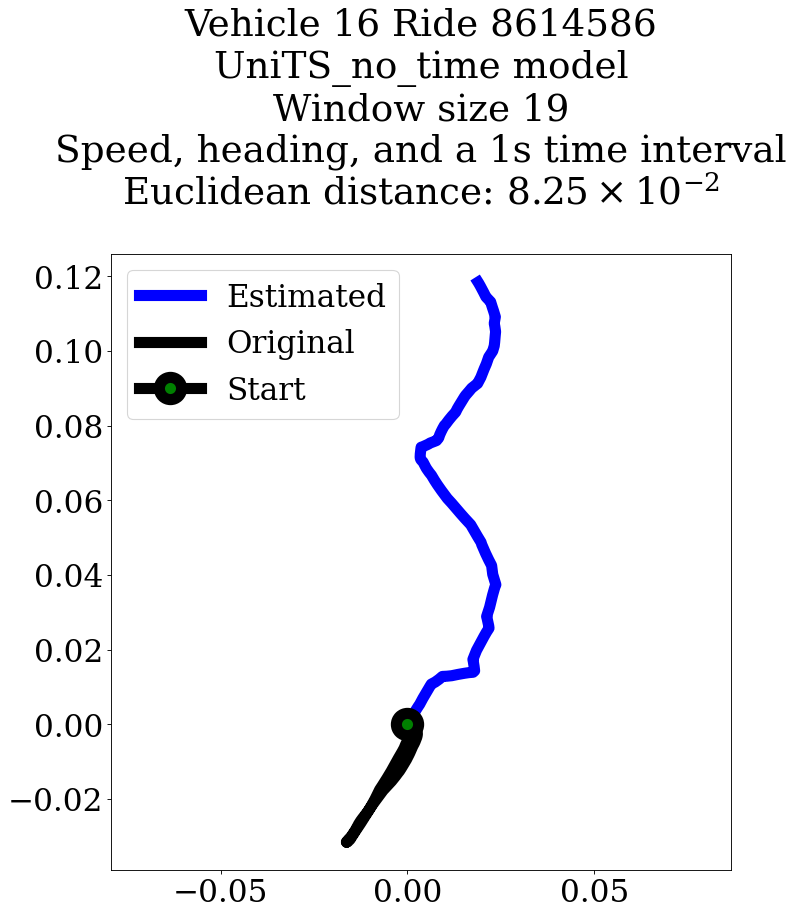 Vehicle 16 Ride 8614586
UniTS_no_time model
Window size 19
Speed, heading, and a 1s time interval
Euclidean distance: 8.25 × 10⁻²
Estimated
Original
Start
0.12
0.10
0.08
0.06
0.04
0.02
0.00
−0.02
−0.05 0.00 0.05